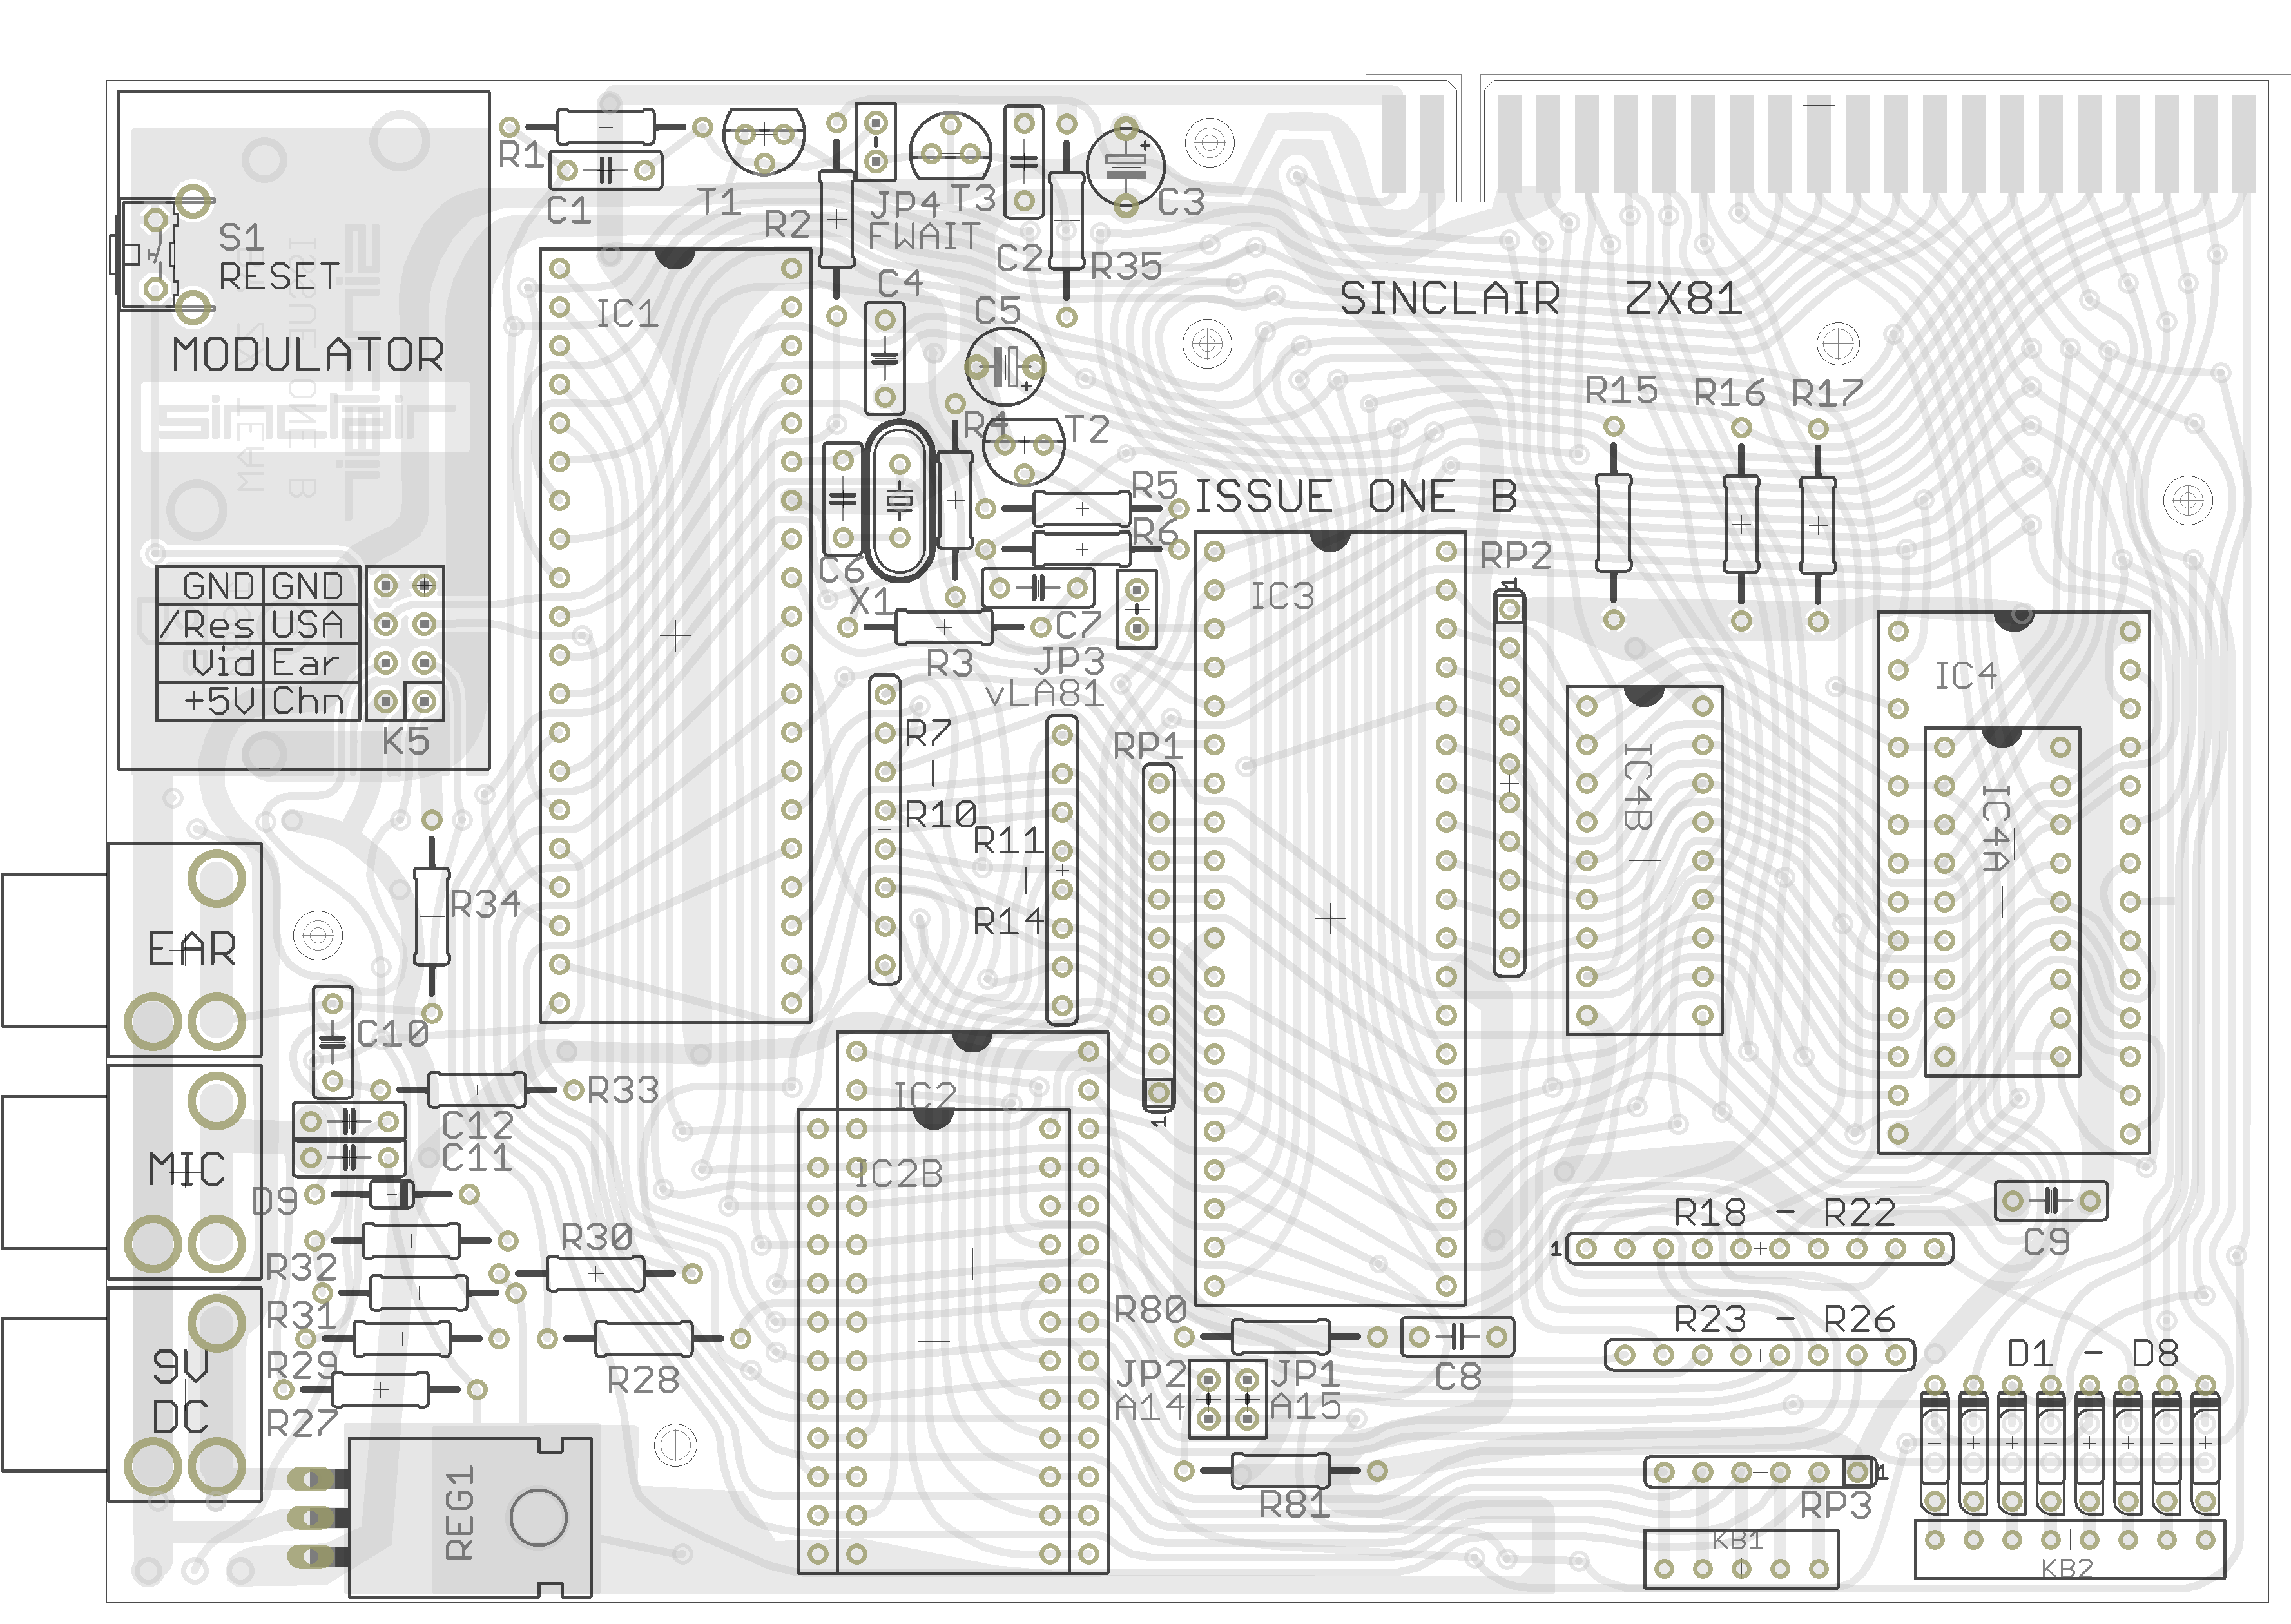 R1
C1
T1
R2
JP4
FWAIT
T3
C2
R35
C3
S1
RESET
MODULATOR
sinclair
IC1
C4
C5
SINCLAIR ZX81
R4
T2
R15
R16
R17
R5
ISSUE ONE B
R6
C6
X1
IC3
RP2
1
GND GND
/Res USA
Vid Ear
+5V Chn
K5
R3
C7
JP3
vLA81
IC4
IC4B
IC4A
R7
|
R10
R11
|
R14
RP1
1
R34
EAR
C10
R33
C12
C11
MIC
D9
IC2
IC2B
R32
R30
R31
R29
R28
R27
9V
DC
REG1
R18 - R22
1
C9
R23 - R26
R80
JP2
A14
JP1
A15
C8
R81
D1 - D8
RP3
1
KB1
KB2